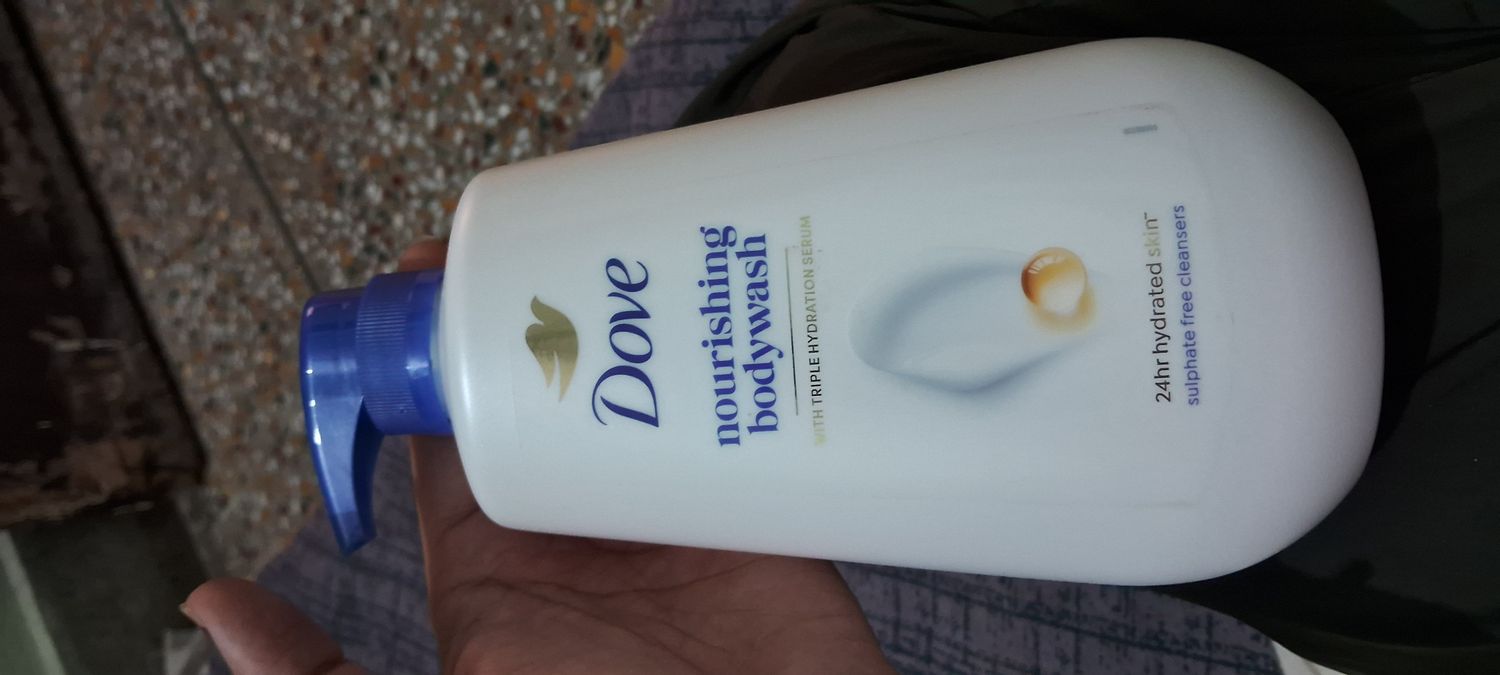 Dove
nourishing
bodywash
WITH TRIPLE HYDRATION SERUM
24hr hydrated skin~
sulphate free cleansers